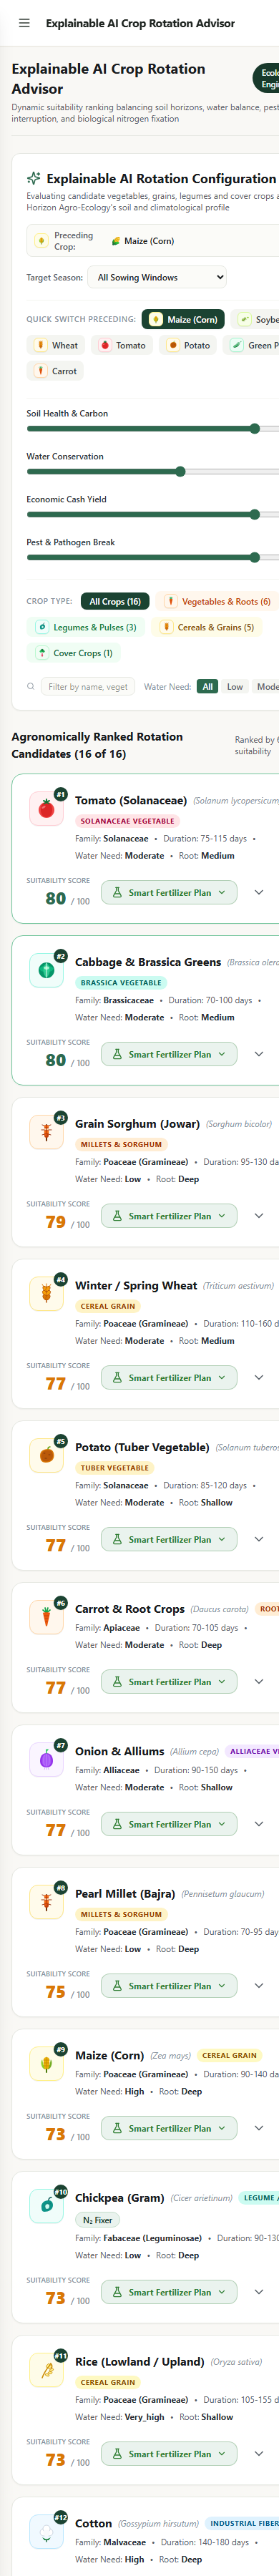 Explainable AI Crop Rotation Advisor
Explainable AI Crop Rotation
Advisor
Dynamic suitability ranking balancing soil horizons, water balance, pest
interruption, and biological nitrogen fixation
Explainable AI Rotation Configuration
Evaluating candidate vegetables, grains, legumes and cover crops
Horizon Agro-Ecology's soil and climatological profile
Preceding
Crop:
Maize (Corn)
Target Season:
All Sowing Windows
QUICK SWITCH PRECEDING:
Maize (Corn)
Wheat
Tomato
Potato
Green
Carrot
Soil Health & Carbon
Water Conservation
Economic Cash Yield
Pest & Pathogen Break
CROP TYPE:
All Crops (16)
Vegetables & Roots (6)
Legumes & Pulses (3)
Cereals & Grains (5)
Cover Crops (1)
Filter by name, veget
Water Need:
All
Low
Agronomically Ranked Rotation
Candidates (16 of 16)
Ranked by
suitability
#1
Tomato (Solanaceae) (Solanum lycopersicum
SOLANACEAE VEGETABLE
Family: Solanaceae • Duration: 75-115 days •
Water Need: Moderate • Root: Medium
SUITABILITY SCORE
80 / 100
Smart Fertilizer Plan
#2
Cabbage & Brassica Greens (Brassica
BRASSICA VEGETABLE
Family: Brassicaceae • Duration: 70-100 days •
Water Need: Moderate • Root: Medium
SUITABILITY SCORE
80 / 100
Smart Fertilizer Plan
#3
Grain Sorghum (Jowar) (Sorghum bicolor)
MILLETS & SORGHUM
Family: Poaceae (Gramineae) • Duration: 95-130
Water Need: Low • Root: Deep
SUITABILITY SCORE
79 / 100
Smart Fertilizer Plan
#4
Winter / Spring Wheat (Triticum aestivum)
CEREAL GRAIN
Family: Poaceae (Gramineae) • Duration: 110-160
Water Need: Moderate • Root: Medium
SUITABILITY SCORE
77 / 100
Smart Fertilizer Plan
#5
Potato (Tuber Vegetable) (Solanum
TUBER VEGETABLE
Family: Solanaceae • Duration: 85-120 days •
Water Need: Moderate • Root: Shallow
SUITABILITY SCORE
77 / 100
Smart Fertilizer Plan
#6
Carrot & Root Crops (Daucus carota) ROOT
Family: Apiaceae • Duration: 70-105 days •
Water Need: Moderate • Root: Deep
SUITABILITY SCORE
77 / 100
Smart Fertilizer Plan
#7
Onion & Alliums (Allium cepa) ALLIACEAE
Family: Alliaceae • Duration: 90-150 days •
Water Need: Moderate • Root: Shallow
SUITABILITY SCORE
77 / 100
Smart Fertilizer Plan
#8
Pearl Millet (Bajra) (Pennisetum glaucum)
MILLETS & SORGHUM
Family: Poaceae (Gramineae) • Duration: 70-95
Water Need: Low • Root: Deep
SUITABILITY SCORE
75 / 100
Smart Fertilizer Plan
#9
Maize (Corn) (Zea mays) CEREAL GRAIN
Family: Poaceae (Gramineae) • Duration: 90-140
Water Need: High • Root: Deep
SUITABILITY SCORE
73 / 100
Smart Fertilizer Plan
#10
Chickpea (Gram) (Cicer arietinum) LEGUME
N₂ Fixer
Family: Fabaceae (Leguminosae) • Duration:
Water Need: Low • Root: Deep
SUITABILITY SCORE
73 / 100
Smart Fertilizer Plan
#11
Rice (Lowland / Upland) (Oryza sativa)
CEREAL GRAIN
Family: Poaceae (Gramineae) • Duration: 105-155
Water Need: Very_high • Root: Shallow
SUITABILITY SCORE
73 / 100
Smart Fertilizer Plan
#12
Cotton (Gossypium hirsutum) INDUSTRIAL FIBER
Family: Malvaceae • Duration: 140-180 days •
Water Need: High • Root: Deep